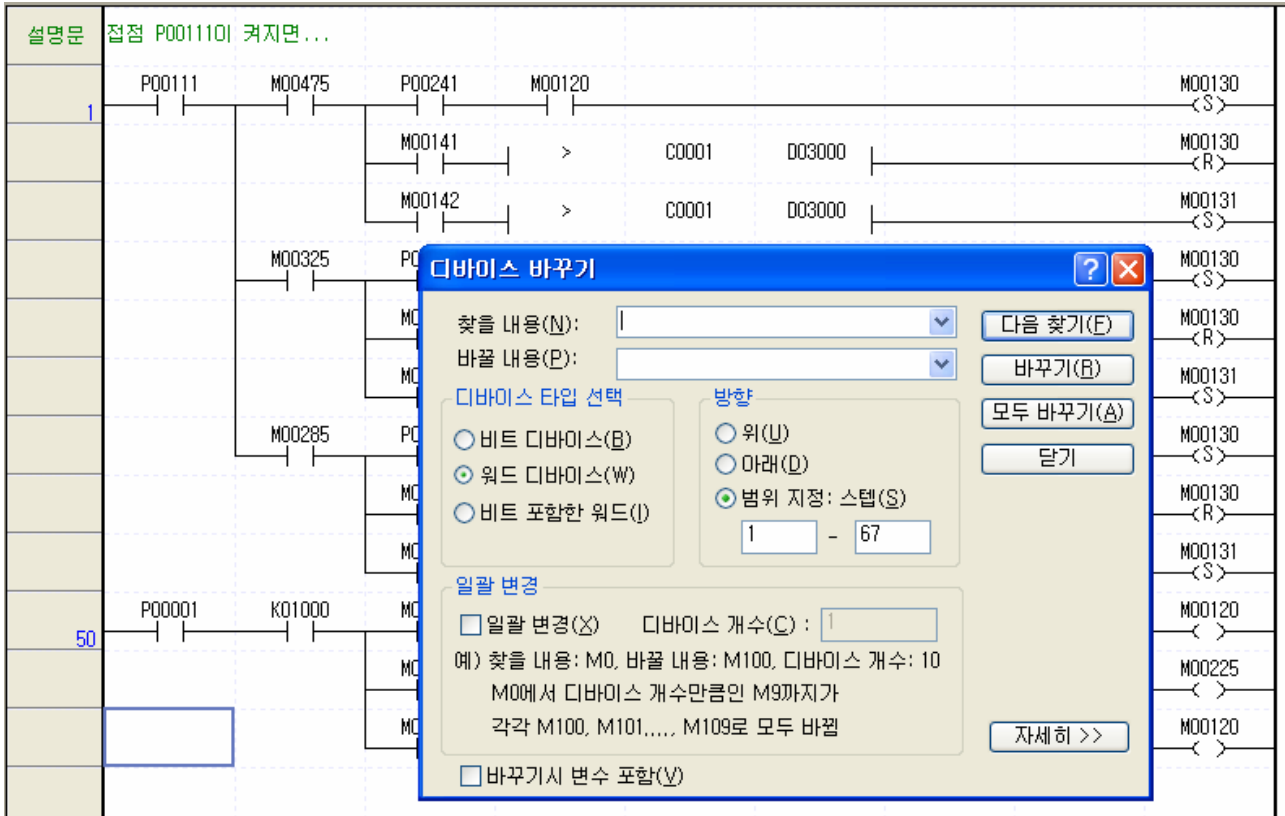 설명문 접점 P00111이 켜지면...
P00111 M00475 P00241 M00120 M00130
1 (S)
M00141 > C0001 D03000 M00130
(R)
M00142 > C0001 D03000 M00131
(S)
M00325 P0 M00130
(S)
M0 M00130
(R)
M0 M00131
(S)
M00285 P0 M00130
(S)
M0 M00130
(R)
M0 M00131
(S)
P00001 K01000 M0 M00120
50 ( )
M0 M00225
( )
M0 M00120
( )
디바이스 바꾸기
찾을 내용(N): 다음 찾기(F)
바꿀 내용(P): 바꾸기(R)
모두 바꾸기(A)
닫기
디바이스 타입 선택
비트 디바이스(B)
워드 디바이스(W)
비트 포함한 워드(I)
방향
위(U)
아래(D)
범위 지정: 스텝(S)
1 - 67
일괄 변경
일괄 변경(X) 디바이스 개수(C) : 1
예) 찾을 내용: M0, 바꿀 내용: M100, 디바이스 개수: 10
M0에서 디바이스 개수만큼인 M9까지가
각각 M100, M101,..., M109로 모두 바뀜
자세히 >>
바꾸기시 변수 포함(V)